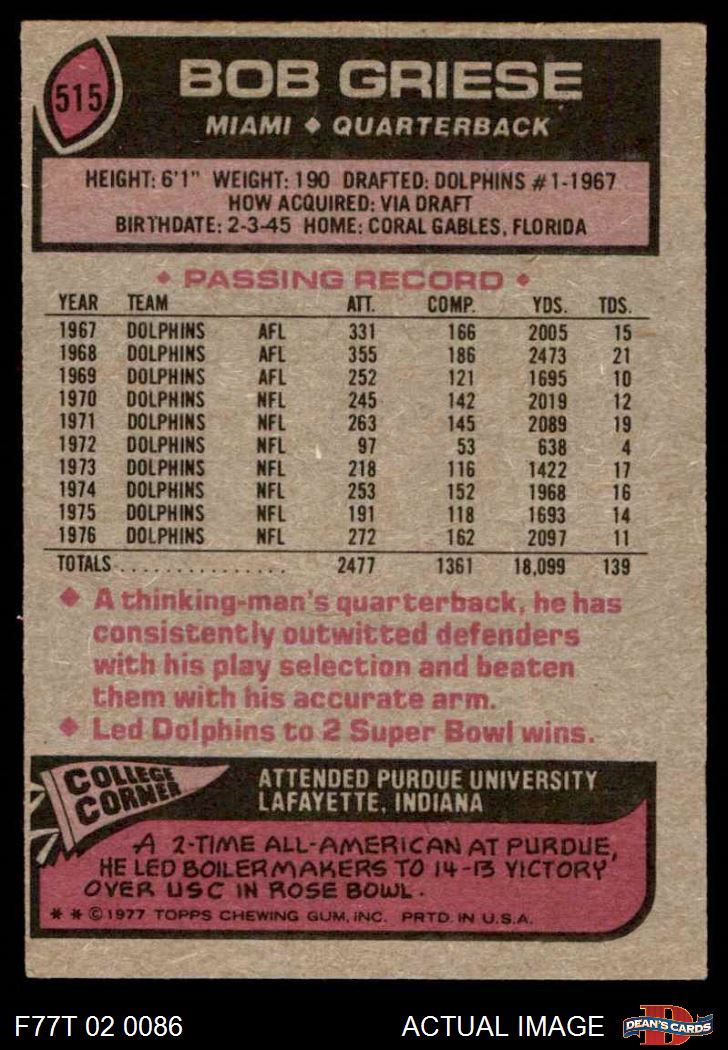 515
BOB GRIESE
MIAMI ◆ QUARTERBACK
HEIGHT: 6'1" WEIGHT: 190 DRAFTED: DOLPHINS #1-1967
HOW ACQUIRED: VIA DRAFT
BIRTHDATE: 2-3-45 HOME: CORAL GABLES, FLORIDA
◆ PASSING RECORD ◆
YEAR TEAM ATT. COMP. YDS. TDS.
1967 DOLPHINS AFL 331 166 2005 15
1968 DOLPHINS AFL 355 186 2473 21
1969 DOLPHINS AFL 252 121 1695 10
1970 DOLPHINS NFL 245 142 2019 12
1971 DOLPHINS NFL 263 145 2089 19
1972 DOLPHINS NFL 97 53 638 4
1973 DOLPHINS NFL 218 116 1422 17
1974 DOLPHINS NFL 253 152 1968 16
1975 DOLPHINS NFL 191 118 1693 14
1976 DOLPHINS NFL 272 162 2097 11
TOTALS . . . . . . . . . . . . . . . 2477 1361 18,099 139
◆ A thinking-man's quarterback, he has
consistently outwitted defenders
with his play selection and beaten
them with his accurate arm.
◆ Led Dolphins to 2 Super Bowl wins.
COLLEGE
CORNER
ATTENDED PURDUE UNIVERSITY
LAFAYETTE, INDIANA
A 2-TIME ALL-AMERICAN AT PURDUE,
HE LED BOILERMAKERS TO 14-13 VICTORY
OVER USC IN ROSE BOWL.
* * © 1977 TOPPS CHEWING GUM, INC. PRTD. IN U.S.A.
F77T 02 0086 ACTUAL IMAGE
D
DEAN'S CARDS